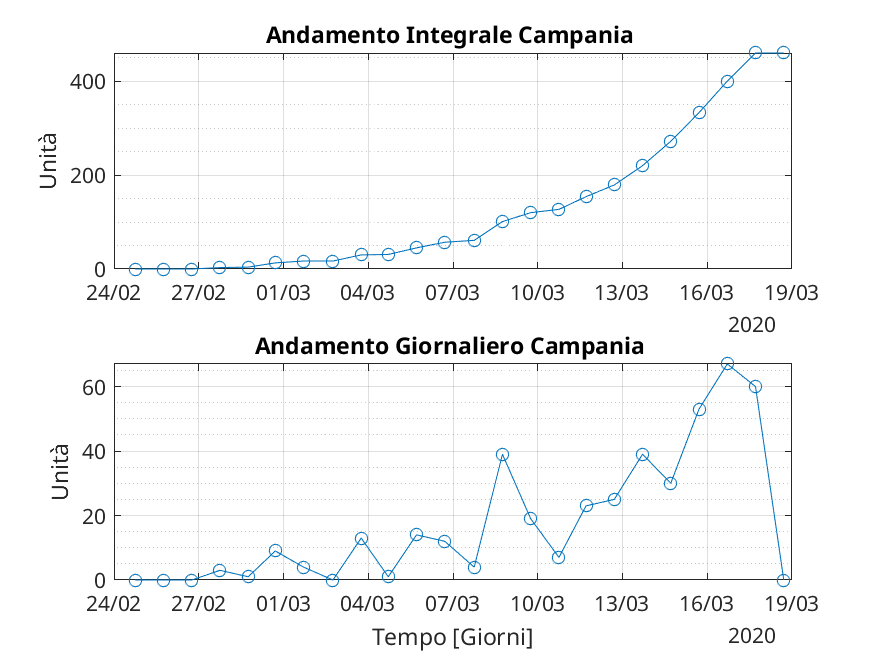 Andamento Integrale Campania
Unità
400
200
0
24/02 27/02 01/03 04/03 07/03 10/03 13/03 16/03 19/03
2020
Andamento Giornaliero Campania
Unità
60
40
20
0
24/02 27/02 01/03 04/03 07/03 10/03 13/03 16/03 19/03
Tempo [Giorni] 2020